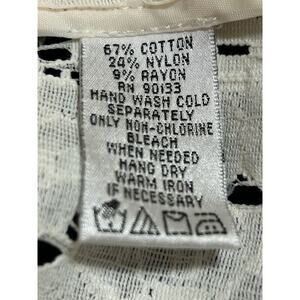 67% COTTON
24% NYLON
9% RAYON
RN 90133
HAND WASH COLD
SEPARATELY
ONLY NON-CHLORINE
BLEACH
WHEN NEEDED
HANG DRY
WARM IRON
IF NECESSARY